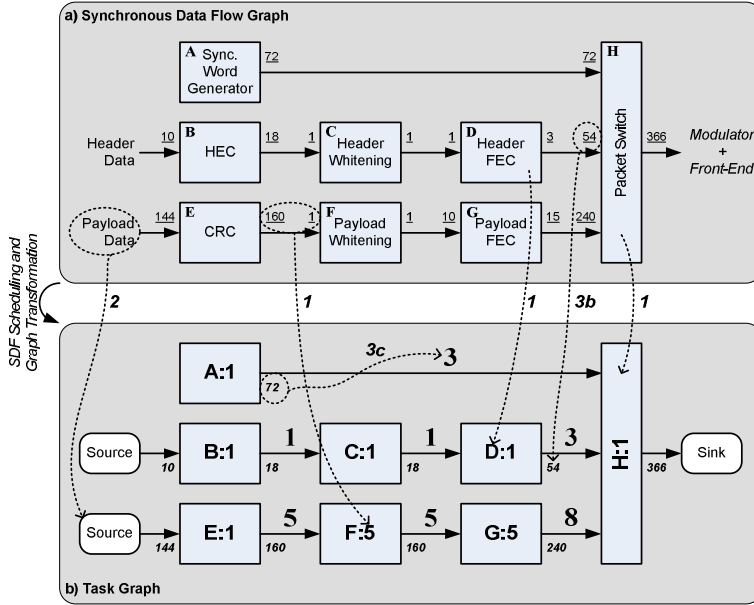 a) Synchronous Data Flow Graph
A Sync.
Word
Generator
72
72
H
Packet Switch
Header
Data
10
B
HEC
18
1
C
Header
Whitening
1
1
D
Header
FEC
3
54
366
Modulator
+
Front-End
Payload
Data
144
E
CRC
160
1
F
Payload
Whitening
1
10
G
Payload
FEC
15
240
SDF Scheduling and
Graph Transformation
2
1
1
3b
1
A:1
72
3c
3
H:1
Source
10
B:1
1
18
C:1
1
18
D:1
3
54
366
Sink
Source
144
E:1
5
160
F:5
5
160
G:5
8
240
b) Task Graph